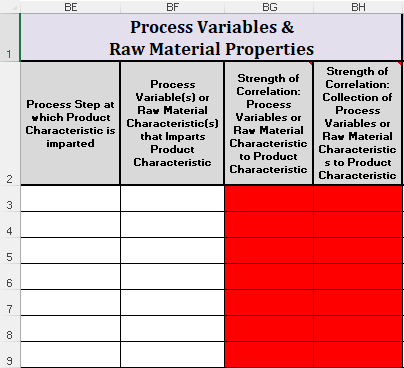 BE BF BG BH
1 Process Variables &
Raw Material Properties
2
Process Step at
which Product
Characteristic is
imparted
Process
Variable(s) or
Raw Material
Characteristic(s)
that Imparts
Product
Characteristic
Strength of
Correlation:
Process
Variables or
Raw Material
Characteristic
to Product
Characteristic
Strength of
Correlation:
Collection of
Process
Variables or
Raw Material
Characteristic
s to Product
Characteristic
3
4
5
6
7
8
9